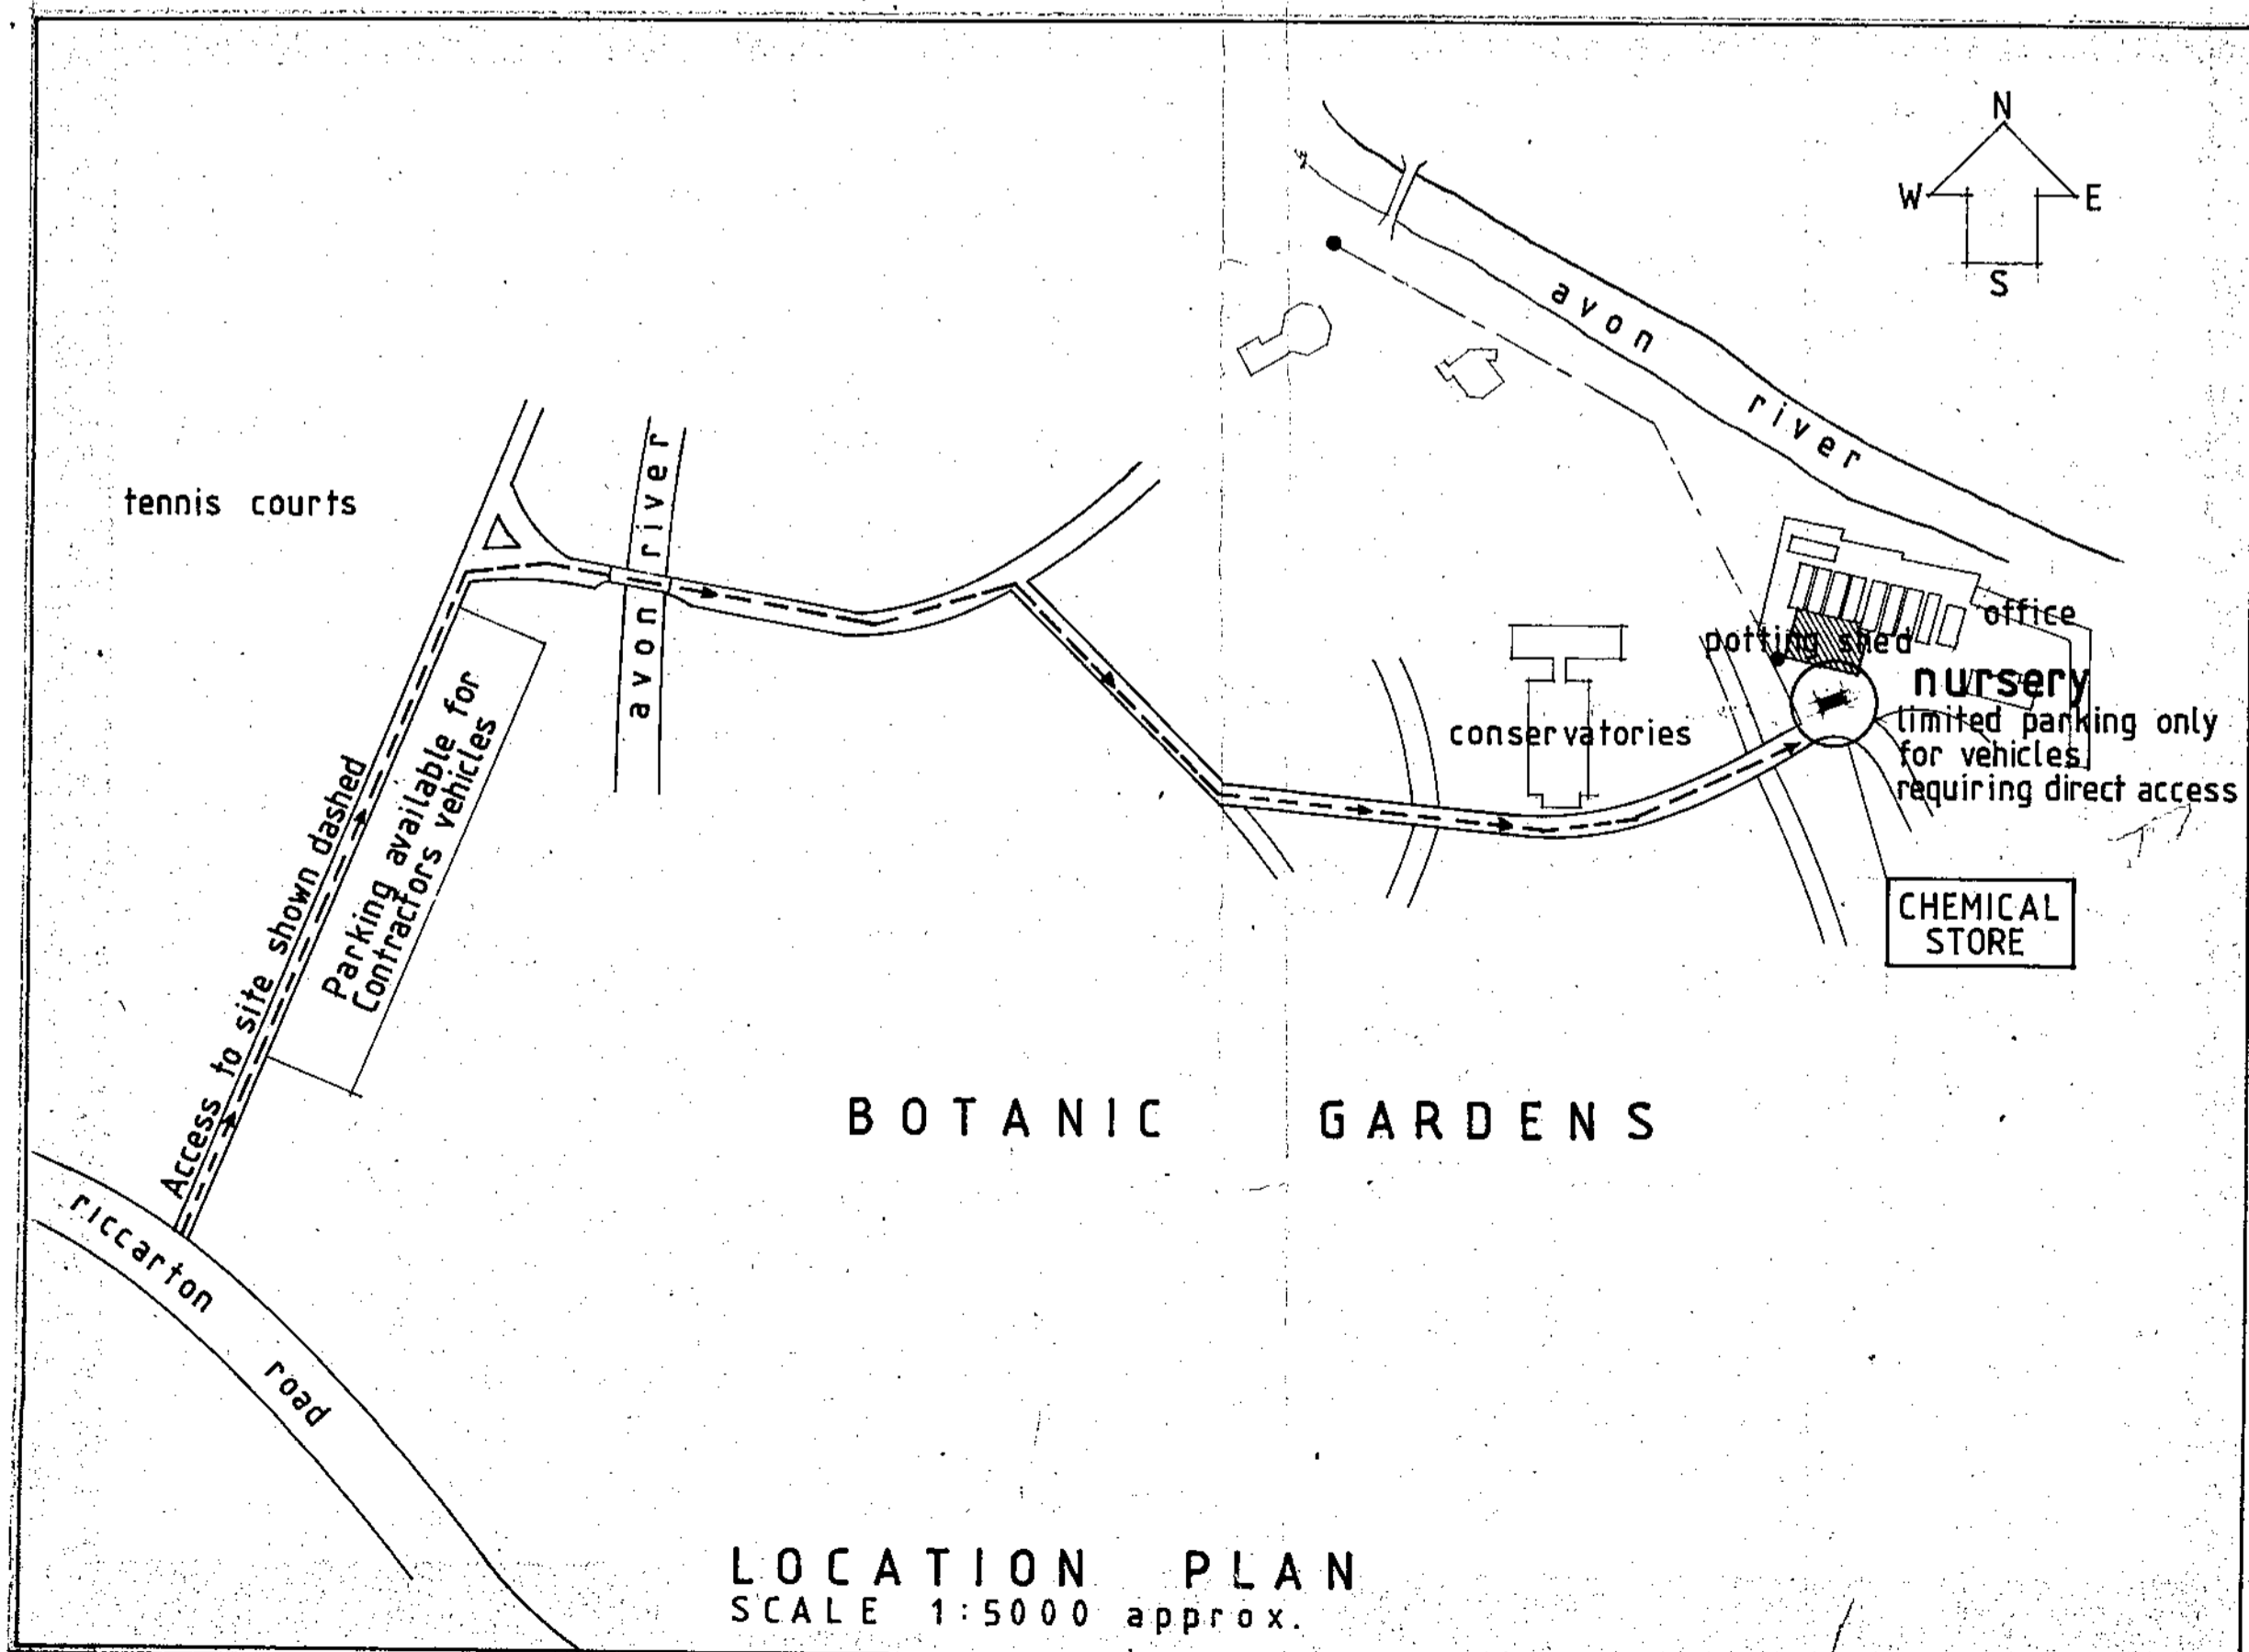 N
W E
S
avon river
tennis courts
avon river
office
potting shed
nursery
limited parking only
for vehicles
requiring direct access
conservatories
Access to site shown dashed
Parking available for
Contractors vehicles
CHEMICAL
STORE
BOTANIC GARDENS
riccarton road
LOCATION PLAN
SCALE 1:5000 approx.